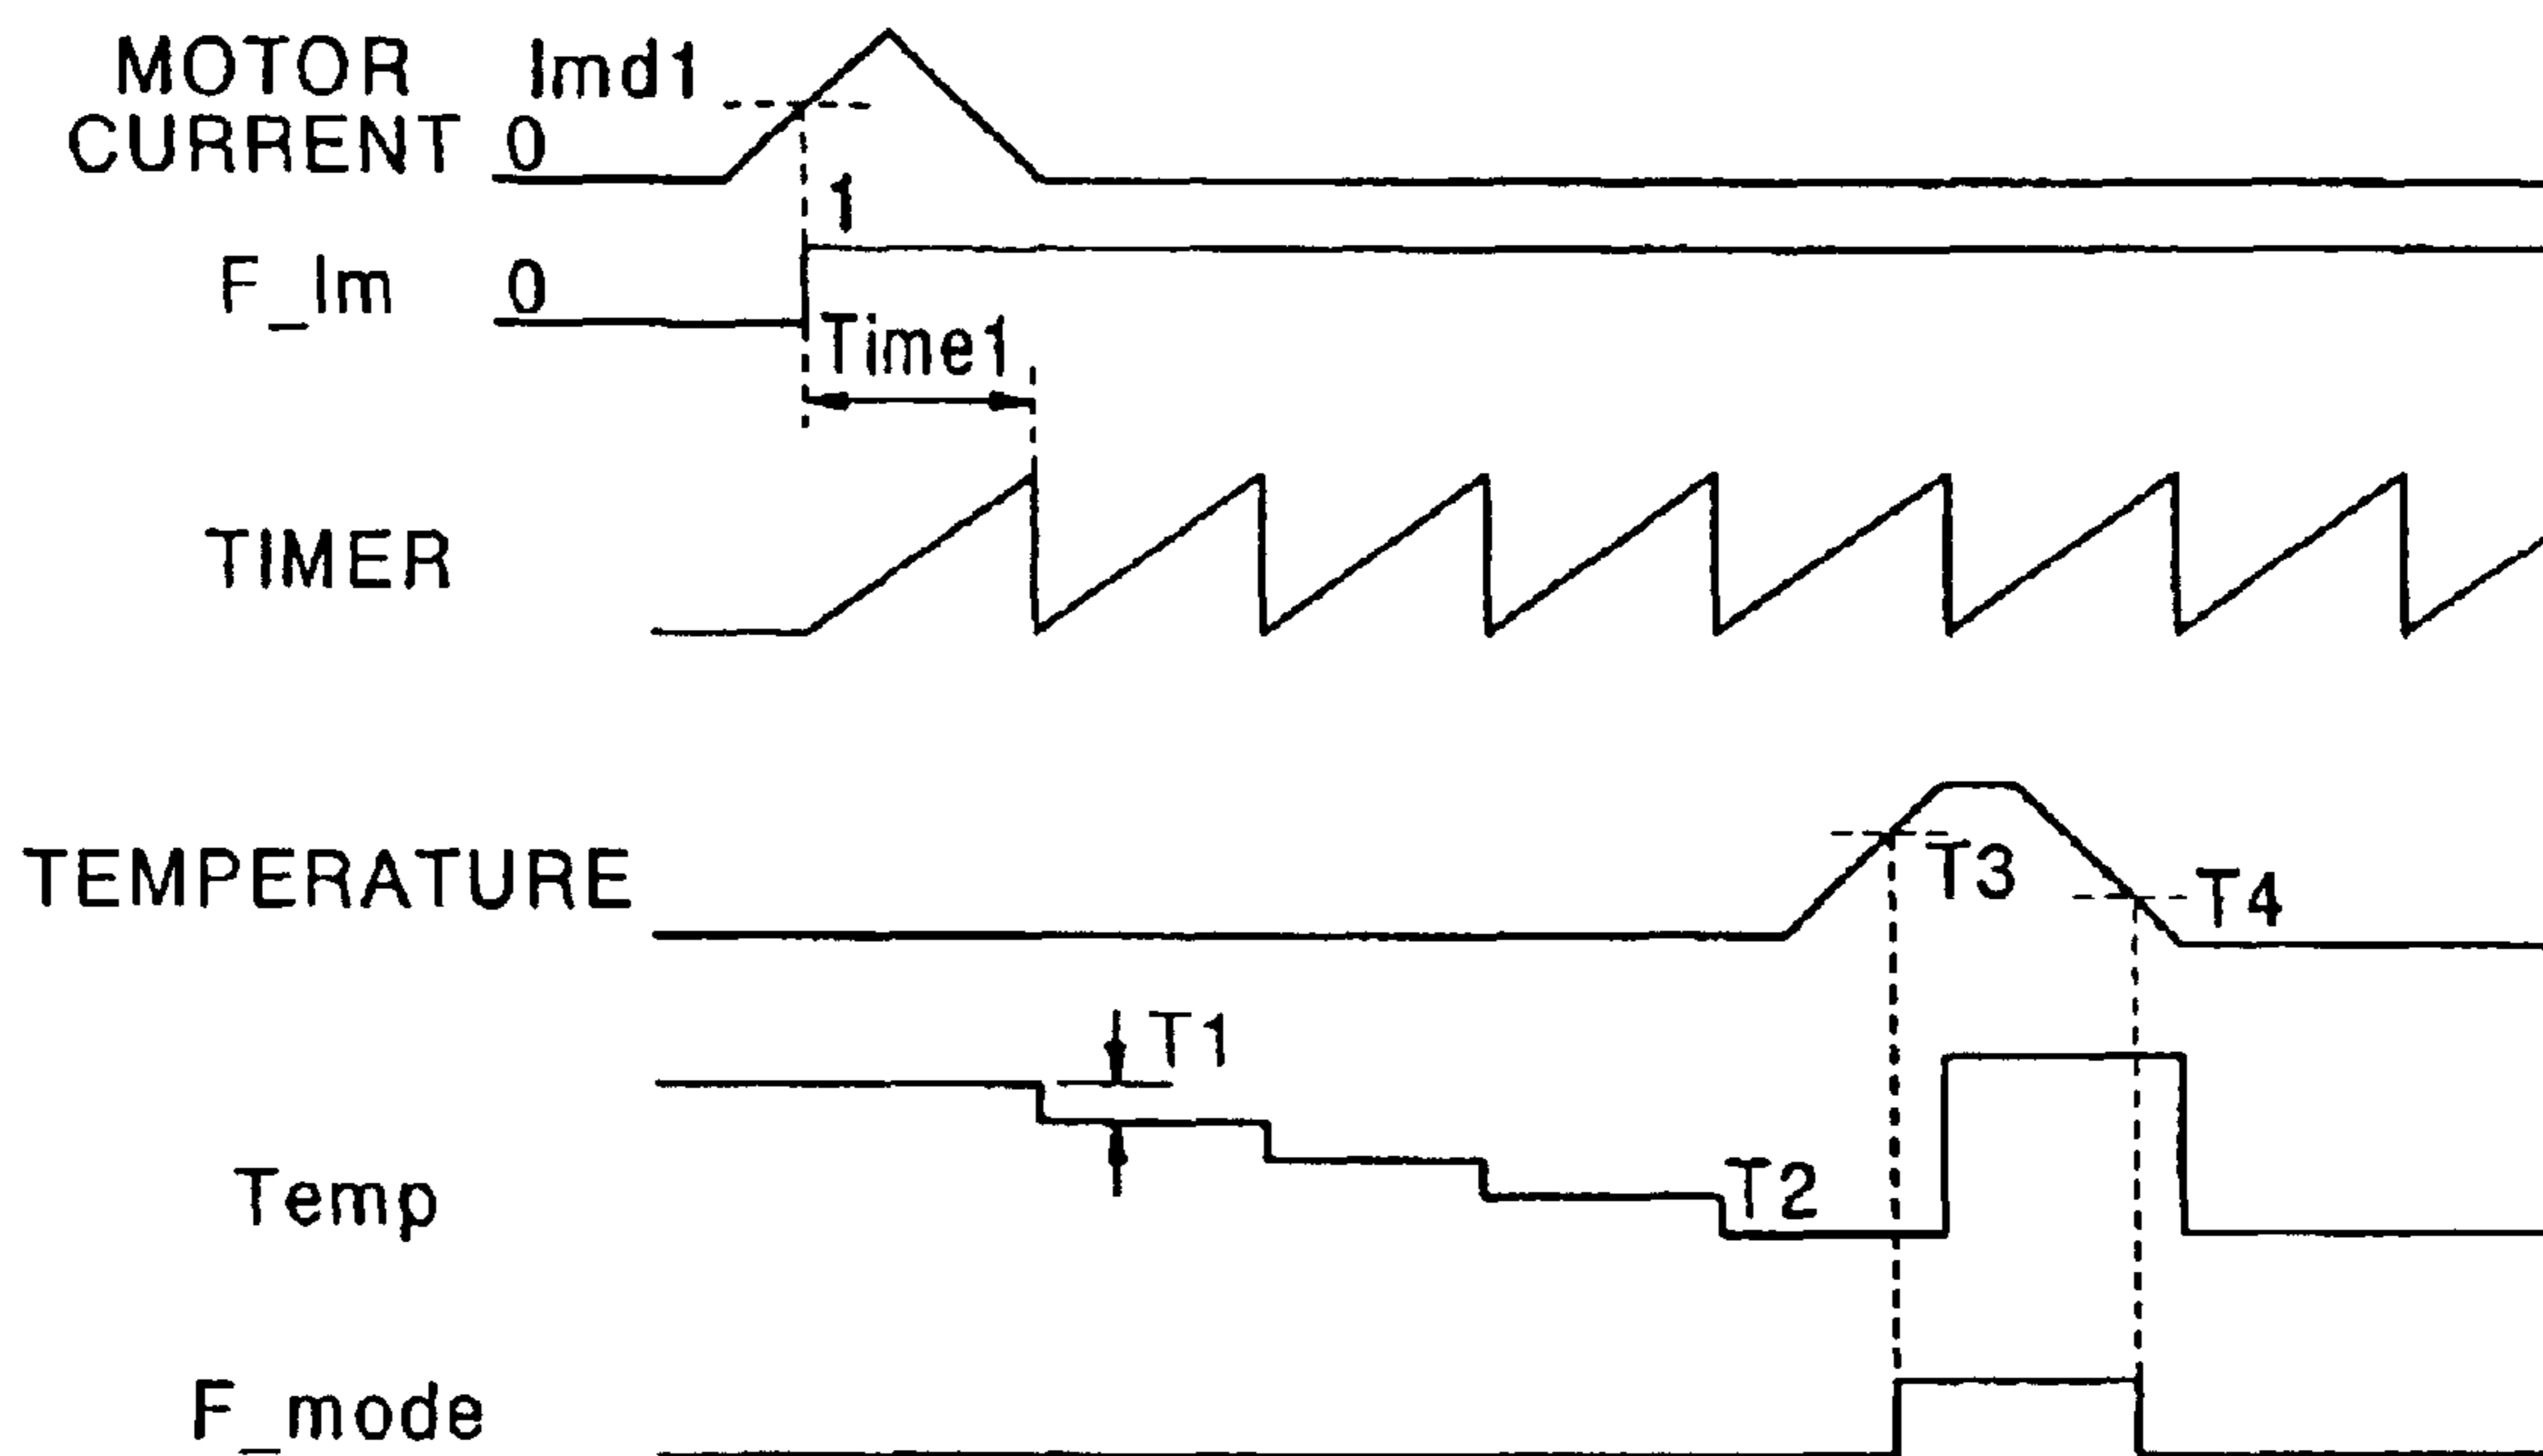 MOTOR
CURRENT
Imd1
0
1
F_Im
0
Time1
TIMER
TEMPERATURE
T3
T4
T1
Temp
T2
F_mode